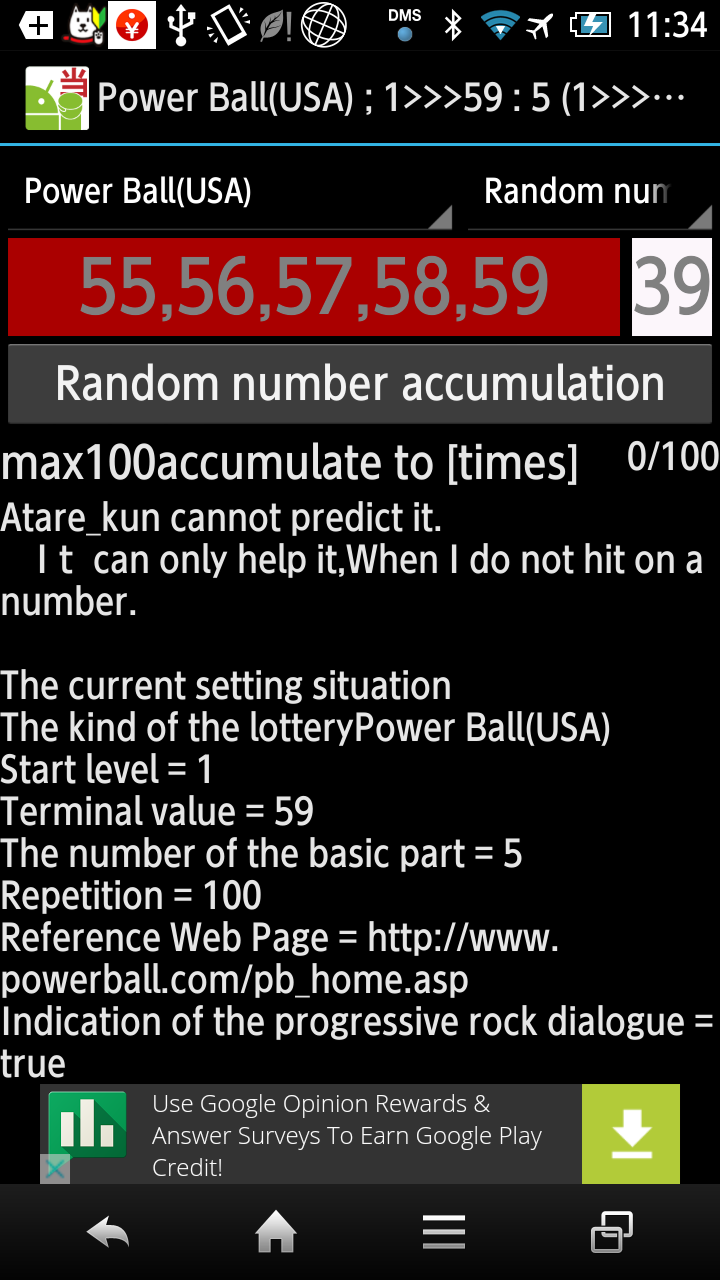 DMS
11:34
当
Power Ball(USA) ; 1>>>59 : 5 (1>>>…
Power Ball(USA)
Random num
55,56,57,58,59
39
Random number accumulation
max100accumulate to [times]
0/100
Atare_kun cannot predict it.
I t  can only help it,When I do not hit on a
number.
The current setting situation
The kind of the lotteryPower Ball(USA)
Start level = 1
Terminal value = 59
The number of the basic part = 5
Repetition = 100
Reference Web Page = http://www.
powerball.com/pb_home.asp
Indication of the progressive rock dialogue =
true
Use Google Opinion Rewards &
Answer Surveys To Earn Google Play
Credit!